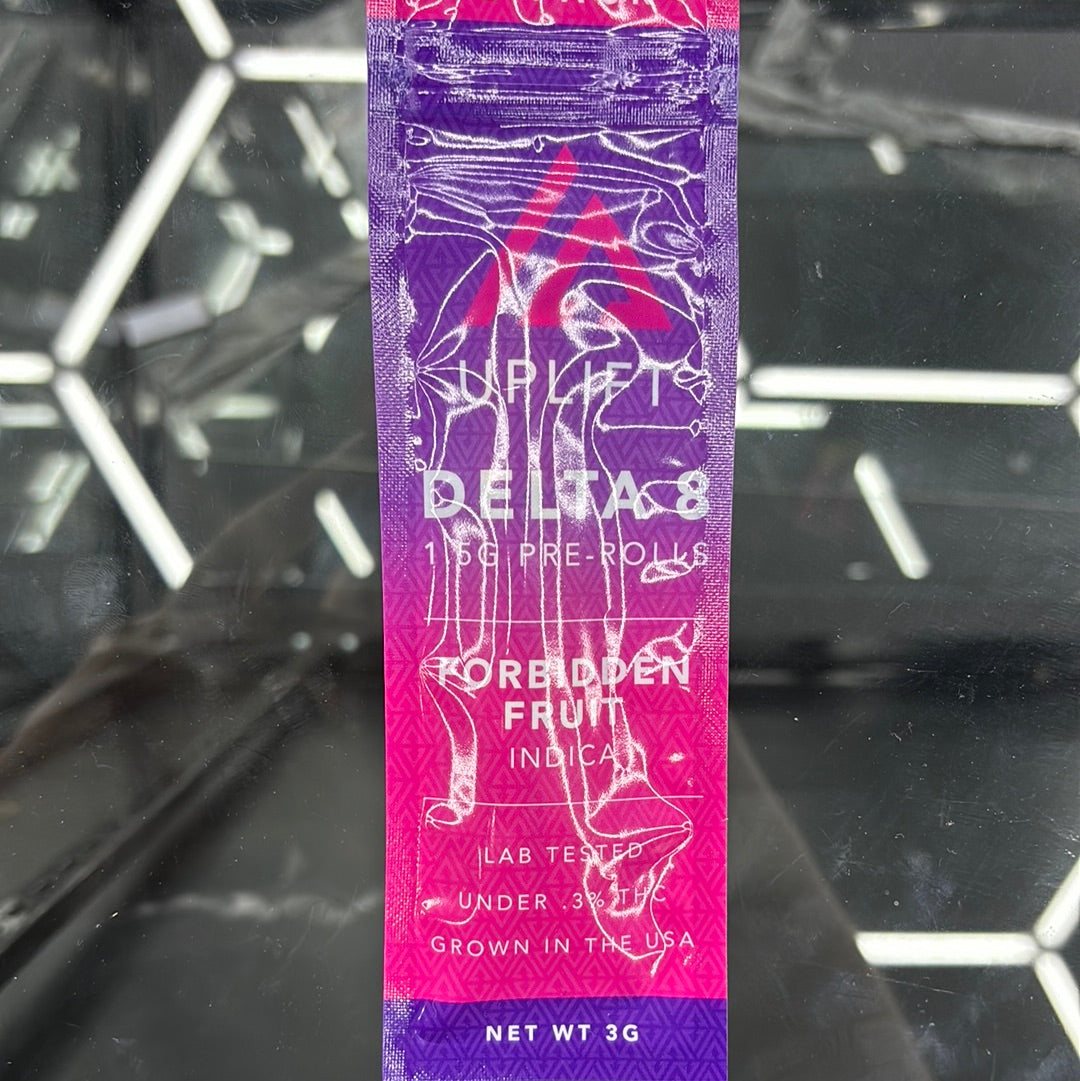 UPLIFT
DELTA 8
1.5G PRE-ROLLS
FORBIDDEN
FRUIT
INDICA
LAB TESTED
UNDER .3% THC
GROWN IN THE USA
NET WT 3G